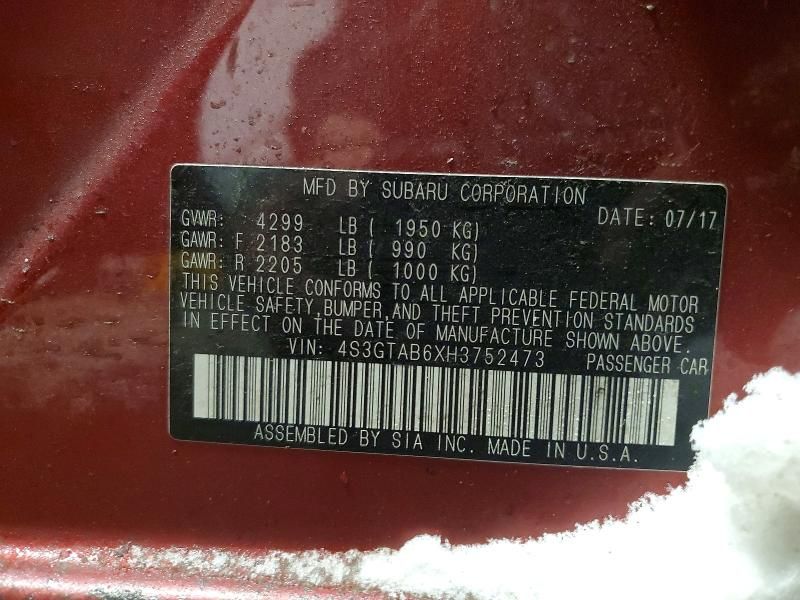 MFD BY SUBARU CORPORATION
DATE: 07/17
GVWR: 4299 LB ( 1950 KG)
GAWR: F 2183 LB ( 990 KG)
GAWR: R 2205 LB ( 1000 KG)
THIS VEHICLE CONFORMS TO ALL APPLICABLE FEDERAL MOTOR
VEHICLE SAFETY,BUMPER,AND THEFT PREVENTION STANDARDS
IN EFFECT ON THE DATE OF MANUFACTURE SHOWN ABOVE.
VIN: 4S3GTAB6XH3752473 PASSENGER CAR
ASSEMBLED BY SIA INC. MADE IN U.S.A.